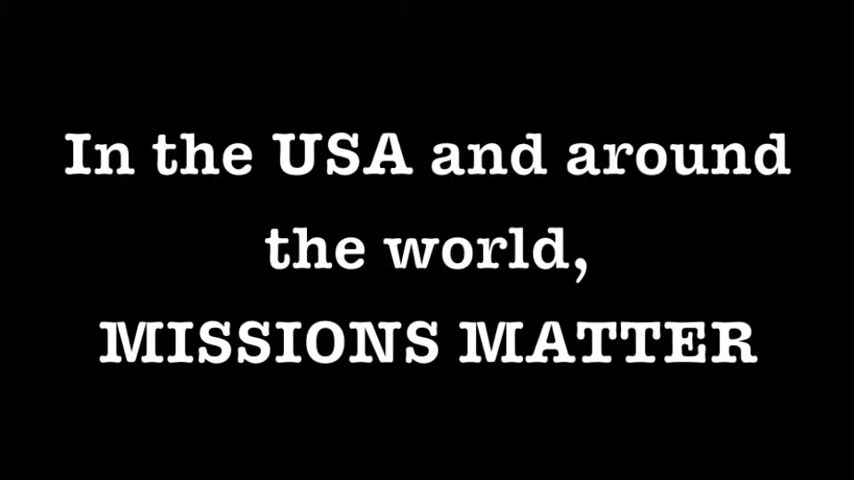 In the USA and around
the world,
MISSIONS MATTER